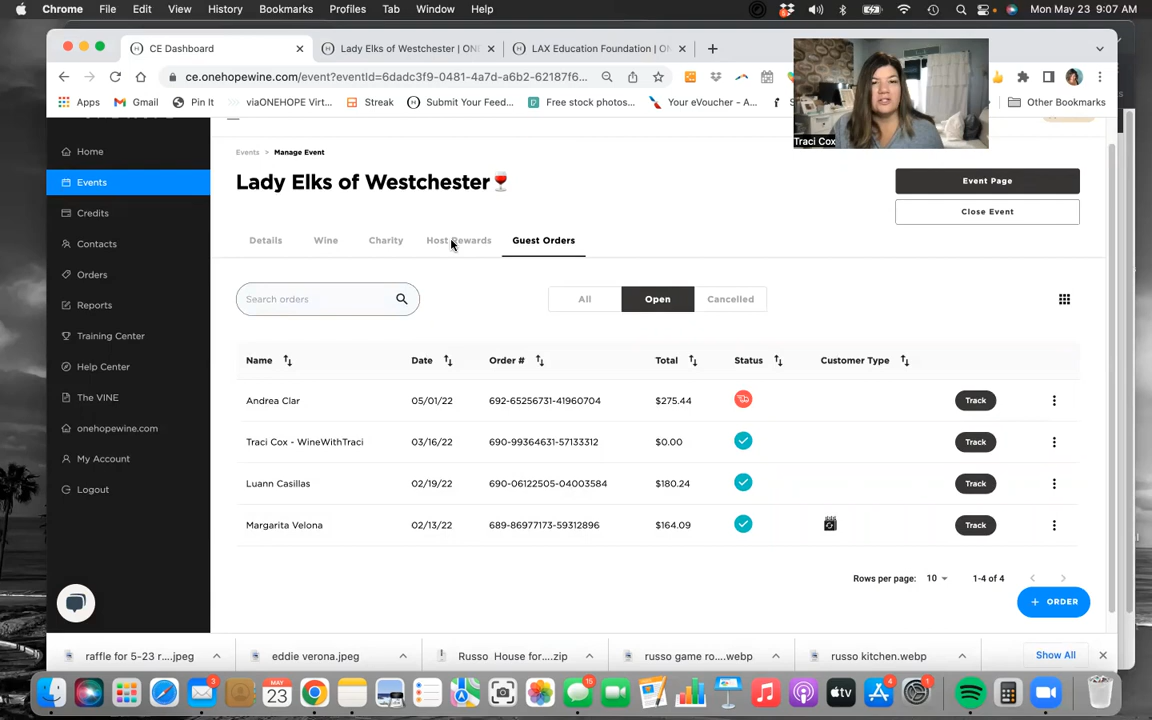 Chrome File Edit View History Bookmarks Profiles Tab Window Help Mon May 23 9:07 AM
CE Dashboard Lady Elks of Westchester | ON LAX Education Foundation | ON
ce.onehopewine.com/event?eventId=6dadc3f9-0481-4a7d-a6b2-62187f6...
Apps Gmail Pin It viaONEHOPE Virt... Streak Submit Your Feed... Free stock photos... Your eVoucher - A... Other Bookmarks
Traci Cox
Events > Manage Event
Lady Elks of Westchester🍷
Event Page
Close Event
Home
Events
Credits
Contacts
Orders
Reports
Training Center
Help Center
The VINE
onehopewine.com
My Account
Logout
Details Wine Charity Host Rewards Guest Orders
Search orders All Open Cancelled
Name Date Order # Total Status Customer Type
Andrea Clar 05/01/22 692-65256731-41960704 $275.44 Track
Traci Cox - WineWithTraci 03/16/22 690-99364631-57133312 $0.00 Track
Luann Casillas 02/19/22 690-06122505-04003584 $180.24 Track
Margarita Velona 02/13/22 689-86977173-59312896 $164.09 Track
Rows per page: 10 1-4 of 4
+ ORDER
raffle for 5-23 r....jpeg eddie verona.jpeg Russo House for....zip russo game ro....webp russo kitchen.webp Show All
3 MAY 23 15 tv 4 1